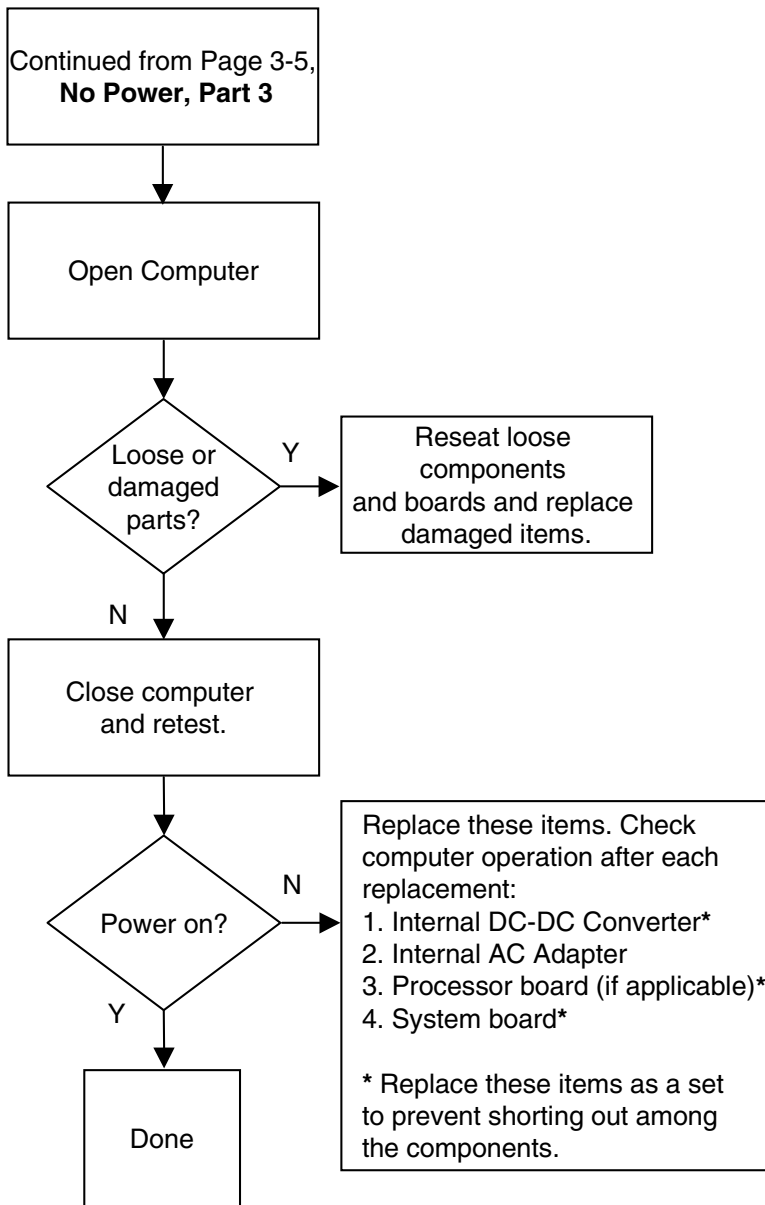 Continued from Page 3-5,
No Power, Part 3
Open Computer
Loose or
damaged
parts?
Y
Reseat loose
components
and boards and replace
damaged items.
N
Close computer
and retest.
Power on?
N
Replace these items. Check
computer operation after each
replacement:
1. Internal DC-DC Converter*
2. Internal AC Adapter
3. Processor board (if applicable)*
4. System board*
* Replace these items as a set
to prevent shorting out among
the components.
Y
Done